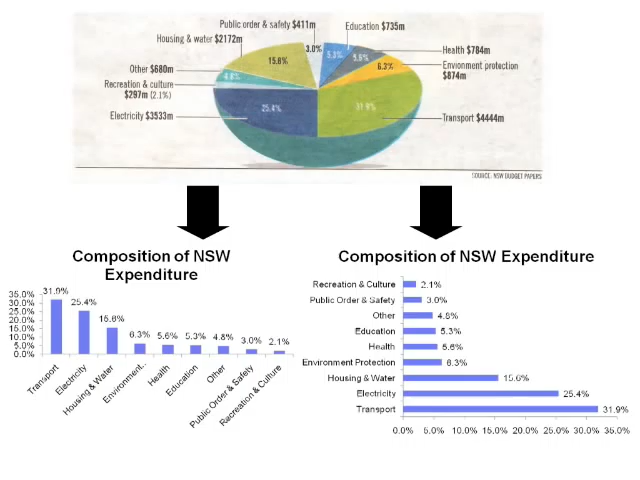 Public order & safety $411m
Education $735m
Housing & water $2172m
3.0%
5.3%
5.6%
Health $784m
15.6%
6.3%
Envionment protection
$874m
Other $680m
4.8%
Recreation & culture
$297m (2.1%)
25.4%
31.9%
Electricity $3533m
Transport $4444m
SOURCE: NSW BUDGET PAPERS
Composition of NSW
Expenditure
35.0%
30.0%
25.0%
20.0%
15.0%
10.0%
5.0%
0.0%
31.9%
25.4%
15.6%
6.3%
5.6%
5.3%
4.8%
3.0%
2.1%
Transport
Electricity
Housing & Water
Environment..
Health
Education
Other
Public Order & Safety
Recreation & Culture
Composition of NSW Expenditure
Recreation & Culture 2.1%
Public Order & Safety 3.0%
Other 4.8%
Education 5.3%
Health 5.6%
Environment Protection 6.3%
Housing & Water 15.6%
Electricity 25.4%
Transport 31.9%
0.0% 5.0% 10.0% 15.0% 20.0% 25.0% 30.0% 35.0%